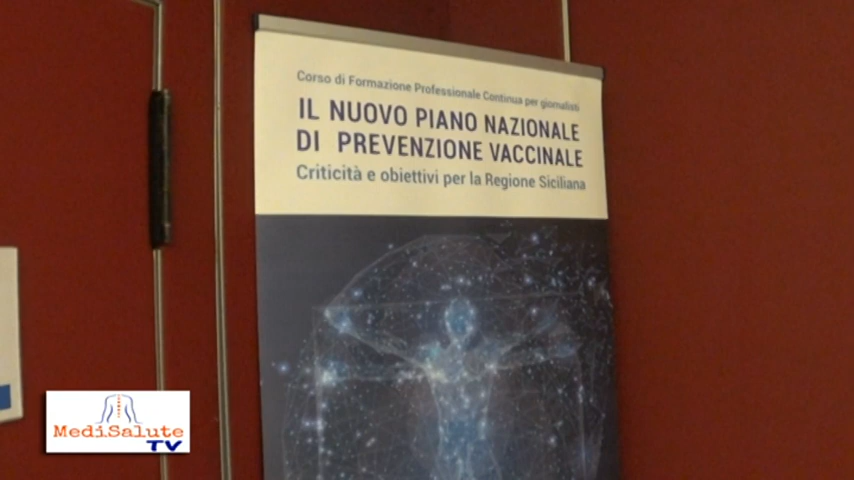 Corso di Formazione Professionale Continua per giornalisti
IL NUOVO PIANO NAZIONALE
DI PREVENZIONE VACCINALE
Criticità e obiettivi per la Regione Siciliana
MediSalute
TV